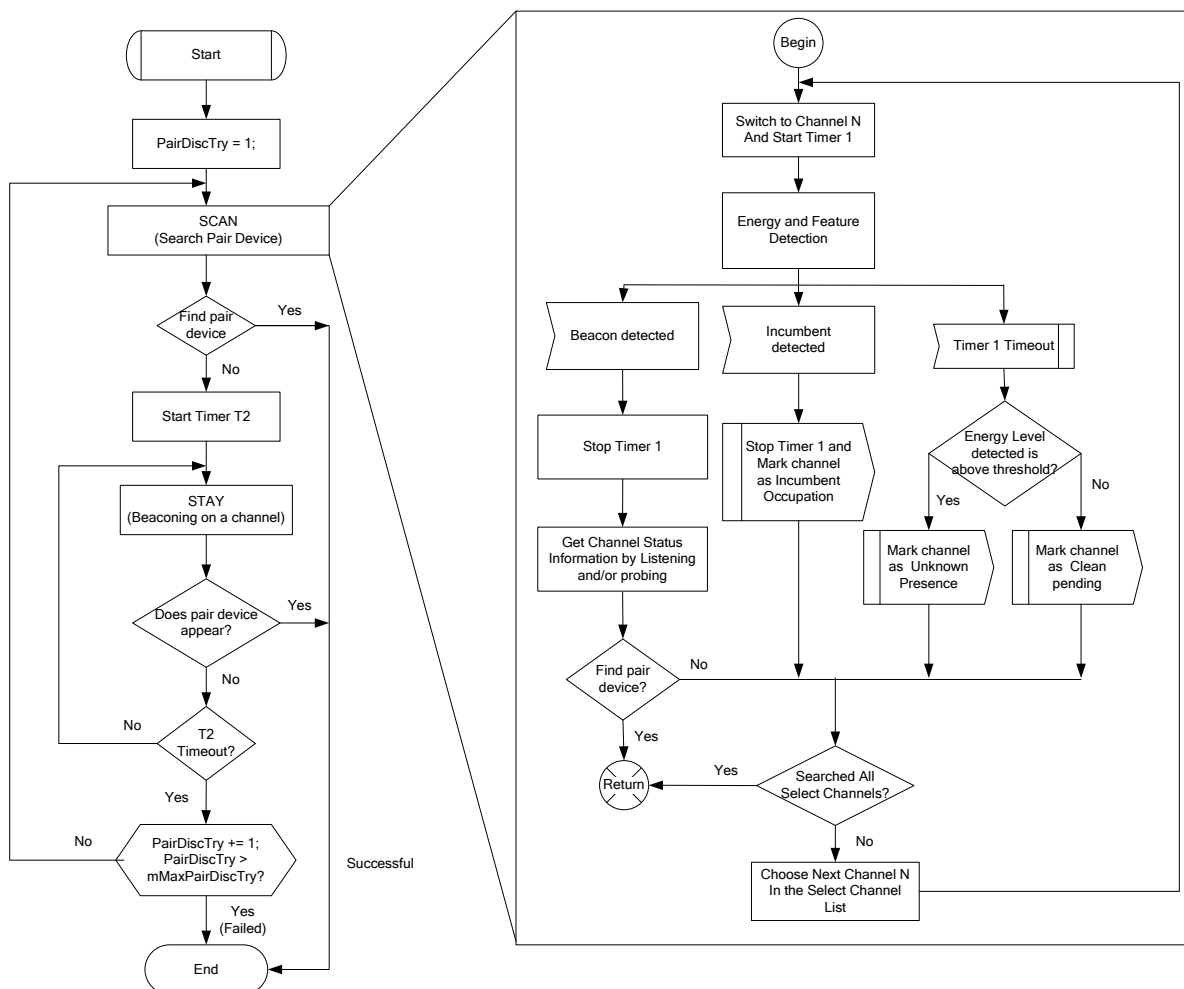 Start
PairDiscTry = 1;
SCAN
(Search Pair Device)
Find pair
device
Yes
No
Start Timer T2
STAY
(Beaconing on a channel)
Does pair device
appear?
Yes
No
No
T2
Timeout?
Yes
No
PairDiscTry += 1;
PairDiscTry >
mMaxPairDiscTry?
Successful
Yes
(Failed)
End
Begin
Switch to Channel N
And Start Timer 1
Energy and Feature
Detection
Beacon detected
Incumbent
detected
Timer 1 Timeout
Stop Timer 1
Stop Timer 1 and
Mark channel
as Incumbent
Occupation
Energy Level
detected is
above threshold?
Yes
No
Get Channel Status
Information by Listening
and/or probing
Mark channel
as Unknown
Presence
Mark channel
as Clean
pending
Find pair
device?
No
Yes
Return
Yes
Searched All
Select Channels?
No
Choose Next Channel N
In the Select Channel
List